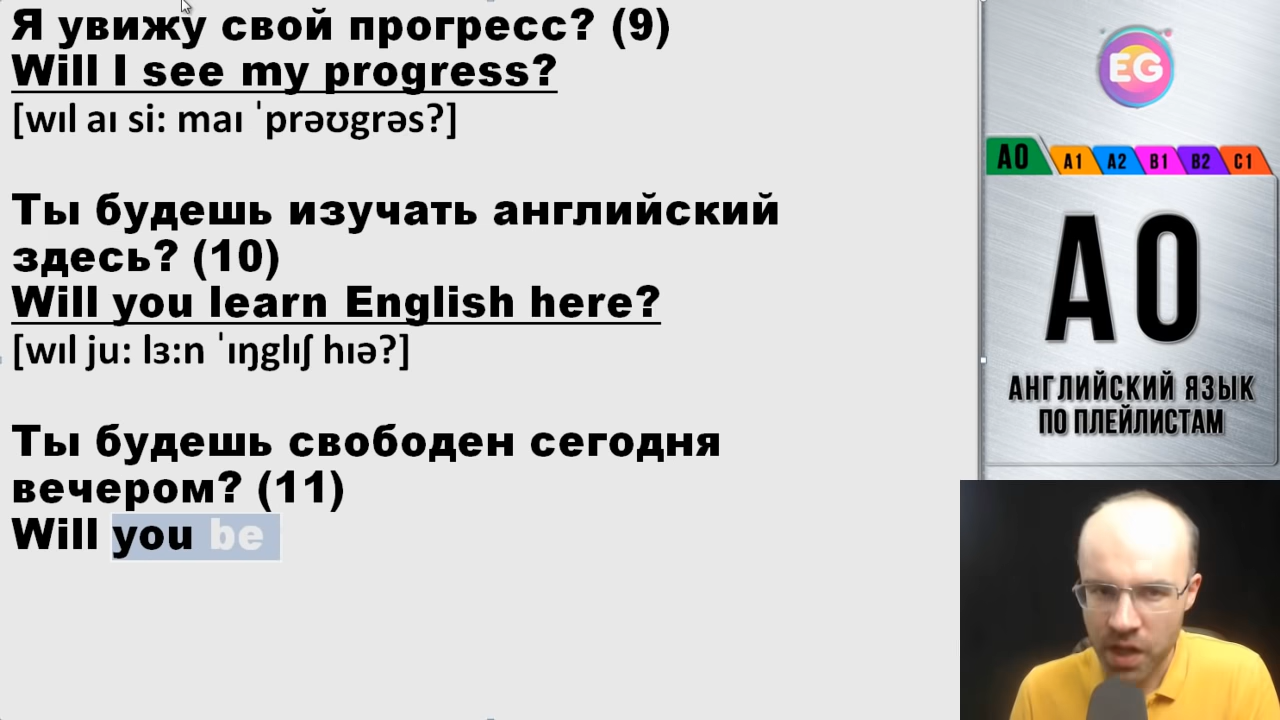 Я увижу свой прогресс? (9)
Will I see my progress?
[wɪl aɪ si: maɪ ˈprəʊgrəs?]
Ты будешь изучать английский
здесь? (10)
Will you learn English here?
[wɪl ju: lɜ:n ˈɪŋglɪʃ hɪə?]
Ты будешь свободен сегодня
вечером? (11)
Will you be
EG
A0 A1 A2 B1 B2 C1
A0
АНГЛИЙСКИЙ ЯЗЫК
ПО ПЛЕЙЛИСТАМ